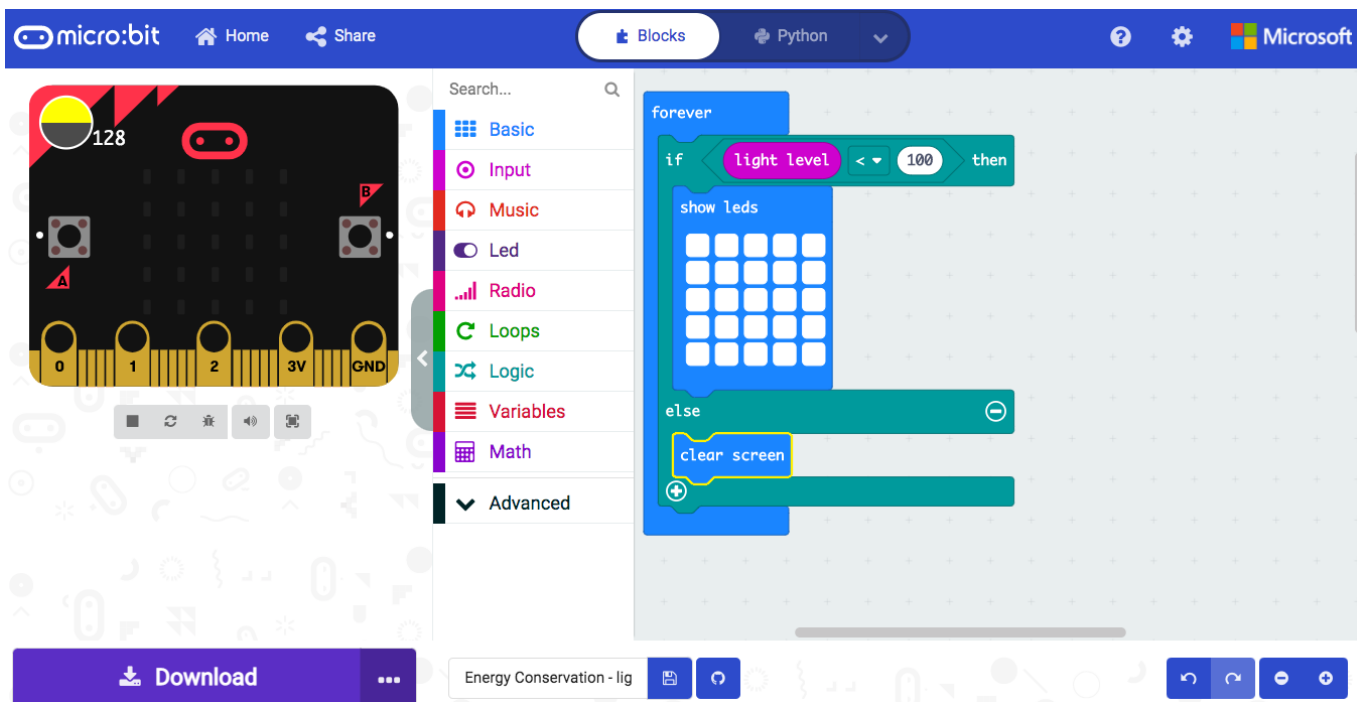 micro:bit Home Share Blocks Python ? Microsoft
128
B
A
0 1 2 3V GND
Search...
Basic
Input
Music
Led
Radio
Loops
Logic
Variables
Math
Advanced
forever
if light level < 100 then
show leds
else
clear screen
Download ...
Energy Conservation - lig